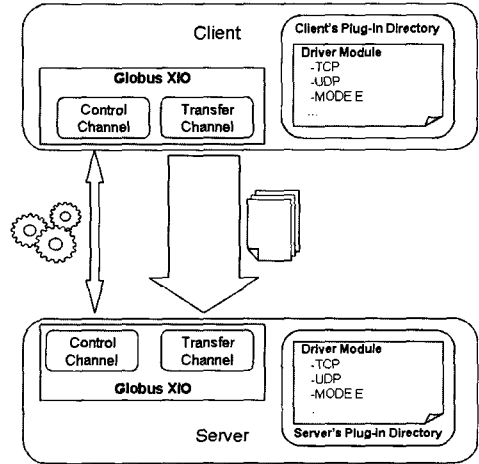 Client
Client's Plug-In Directory
Driver Module
-TCP
-UDP
-MODE E
...
Globus XIO
Control
Channel
Transfer
Channel
Control
Channel
Transfer
Channel
Globus XIO
Driver Module
-TCP
-UDP
-MODE E
.
Server's Plug-In Directory
Server